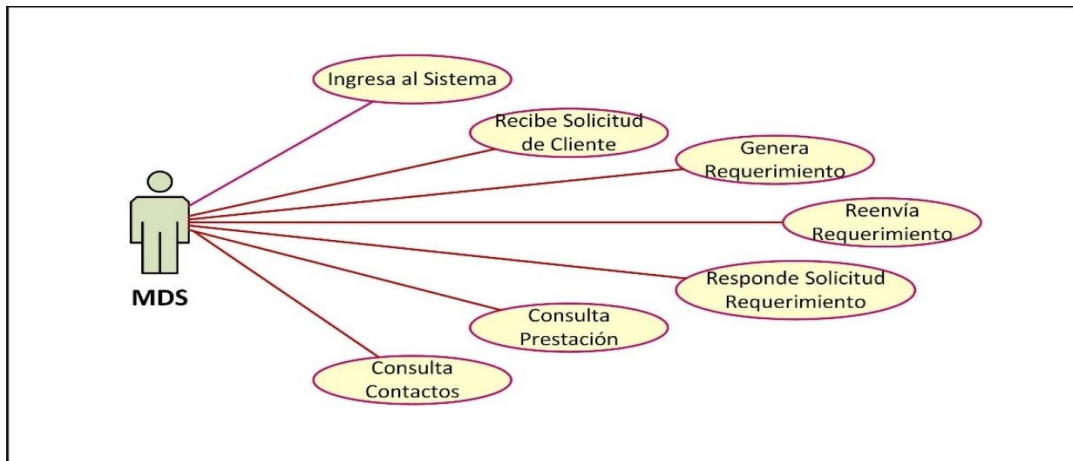 Ingresa al Sistema
Recibe Solicitud
de Cliente
Genera
Requerimiento
Reenvía
Requerimiento
Responde Solicitud
Requerimiento
Consulta
Prestación
Consulta
Contactos
MDS